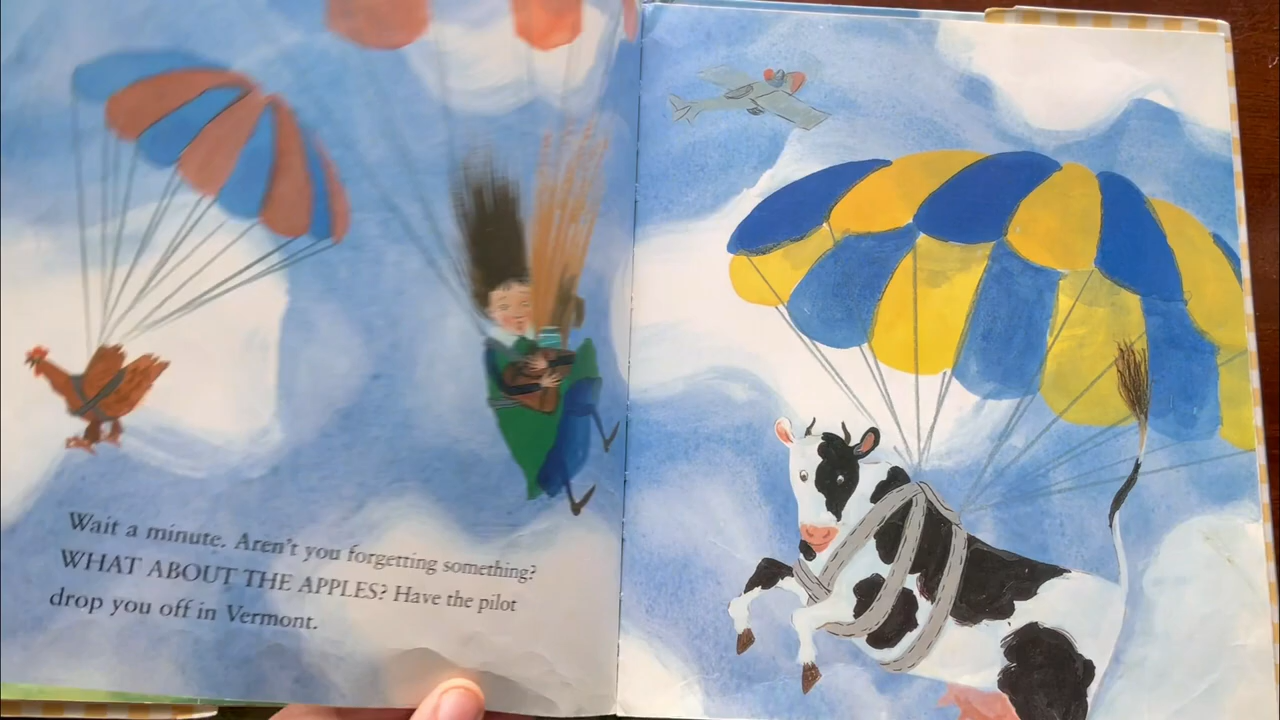 Wait a minute. Aren't you forgetting something?
WHAT ABOUT THE APPLES? Have the pilot
drop you off in Vermont.